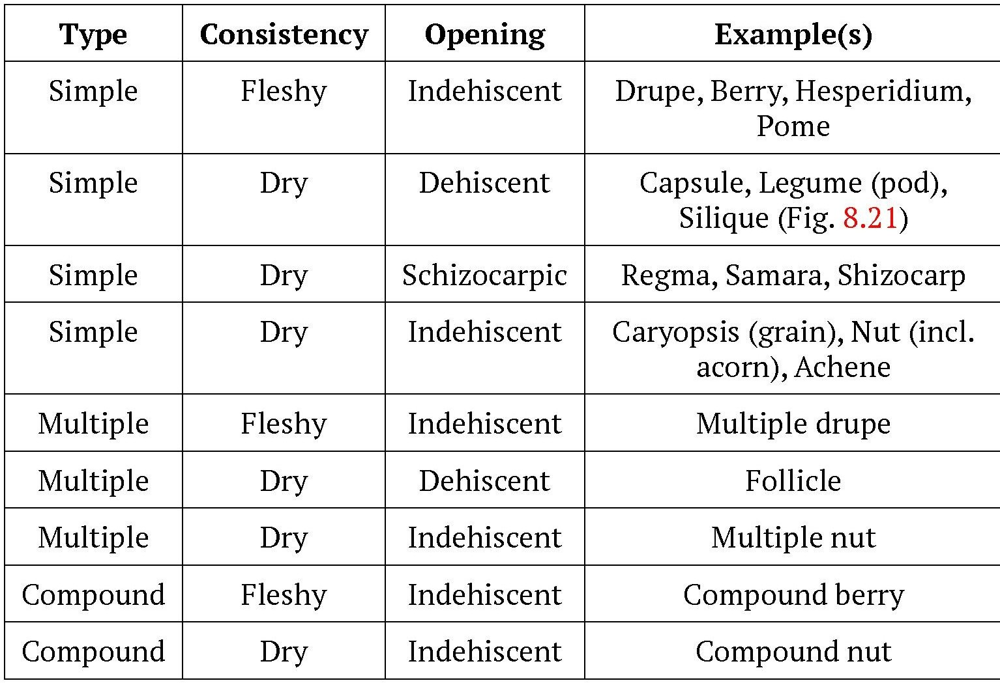 Type Consistency Opening Example(s)
Simple Fleshy Indehiscent Drupe, Berry, Hesperidium,
Pome
Simple Dry Dehiscent Capsule, Legume (pod),
Silique (Fig. 8.21)
Simple Dry Schizocarpic Regma, Samara, Shizocarp
Simple Dry Indehiscent Caryopsis (grain), Nut (incl.
acorn), Achene
Multiple Fleshy Indehiscent Multiple drupe
Multiple Dry Dehiscent Follicle
Multiple Dry Indehiscent Multiple nut
Compound Fleshy Indehiscent Compound berry
Compound Dry Indehiscent Compound nut